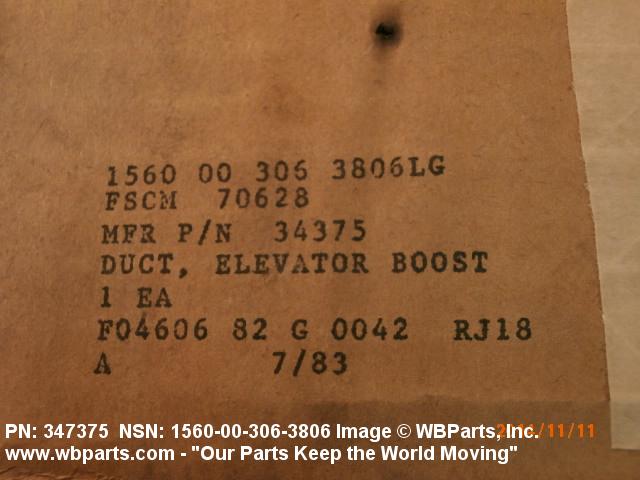 1560 00 306 3806LG
FSCM 70628
MFR P/N 34375
DUCT, ELEVATOR BOOST
1 EA
F04606 82 G 0042 RJ18
A 7/83
PN: 347375 NSN: 1560-00-306-3806 Image © WBParts, Inc.
www.wbparts.com - "Our Parts Keep the World Moving"